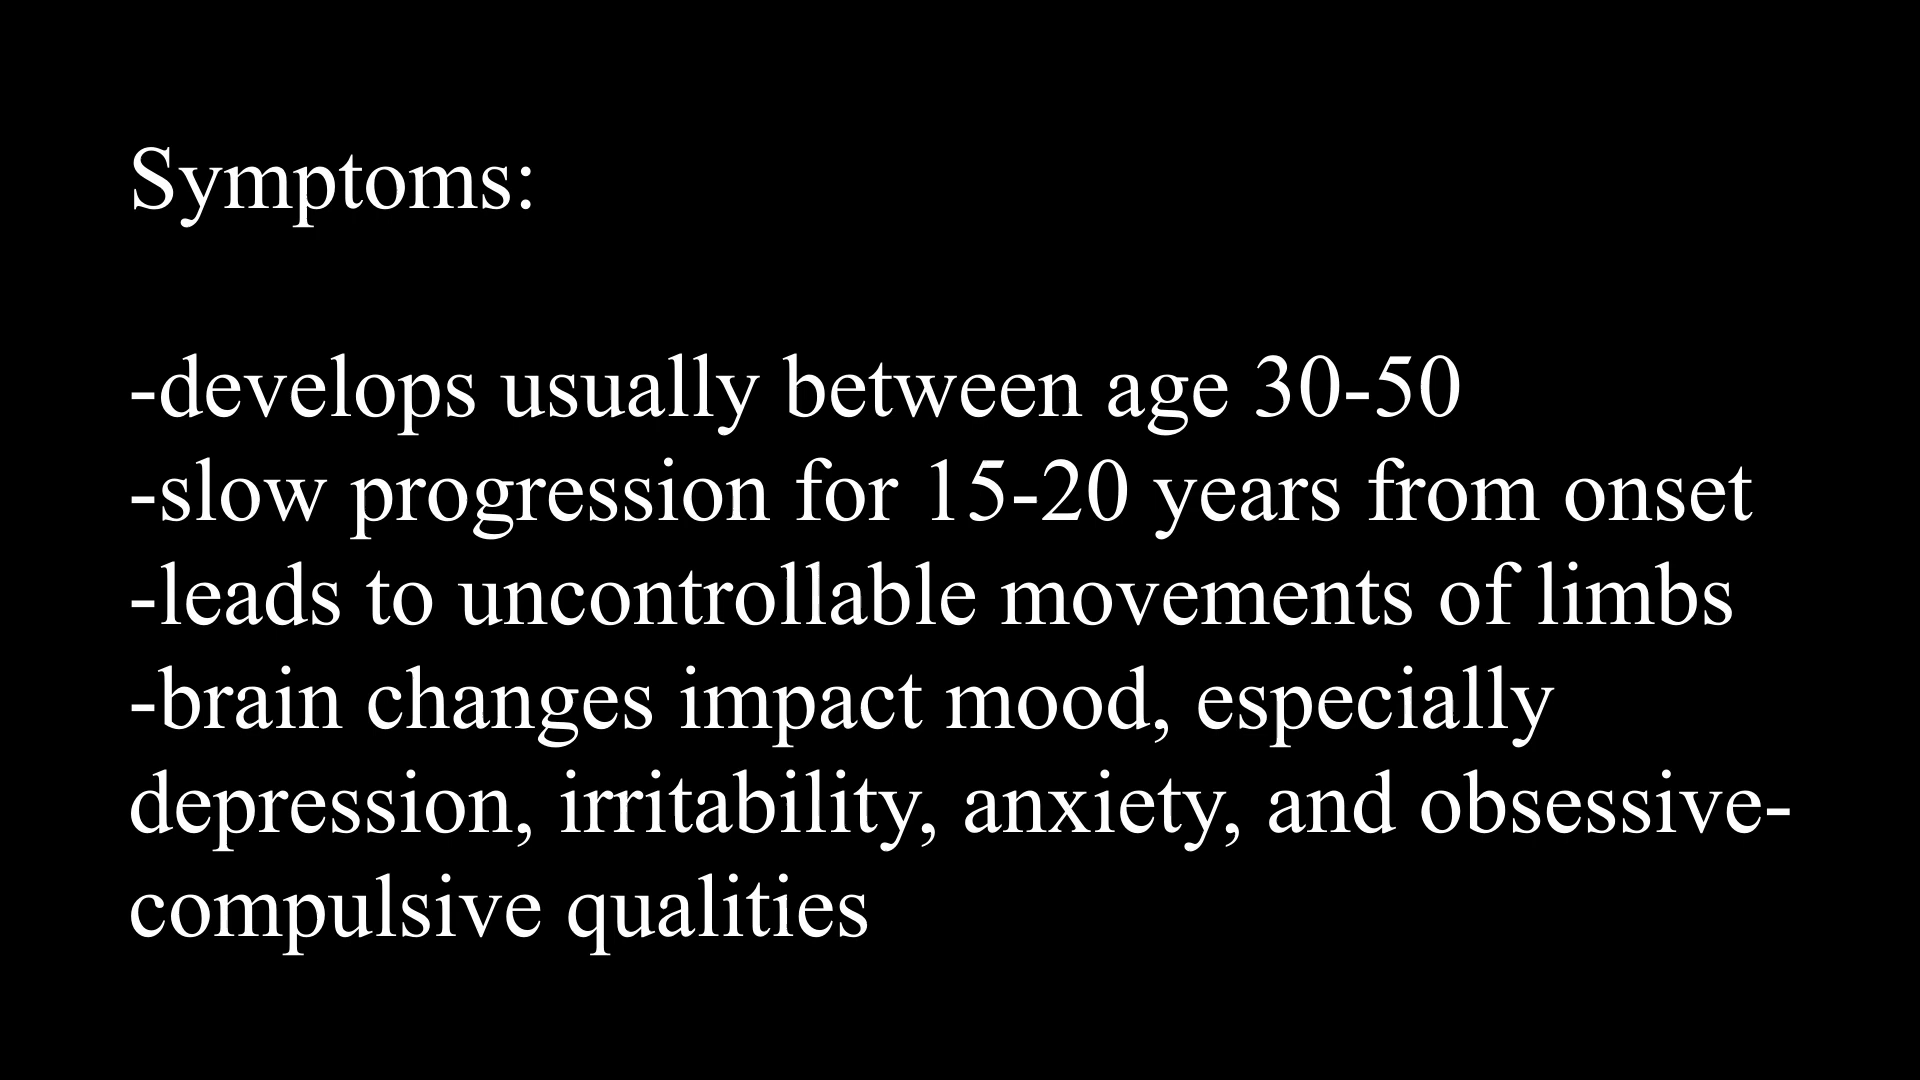 Symptoms:
-develops usually between age 30-50
-slow progression for 15-20 years from onset
-leads to uncontrollable movements of limbs
-brain changes impact mood, especially
depression, irritability, anxiety, and obsessive-
compulsive qualities